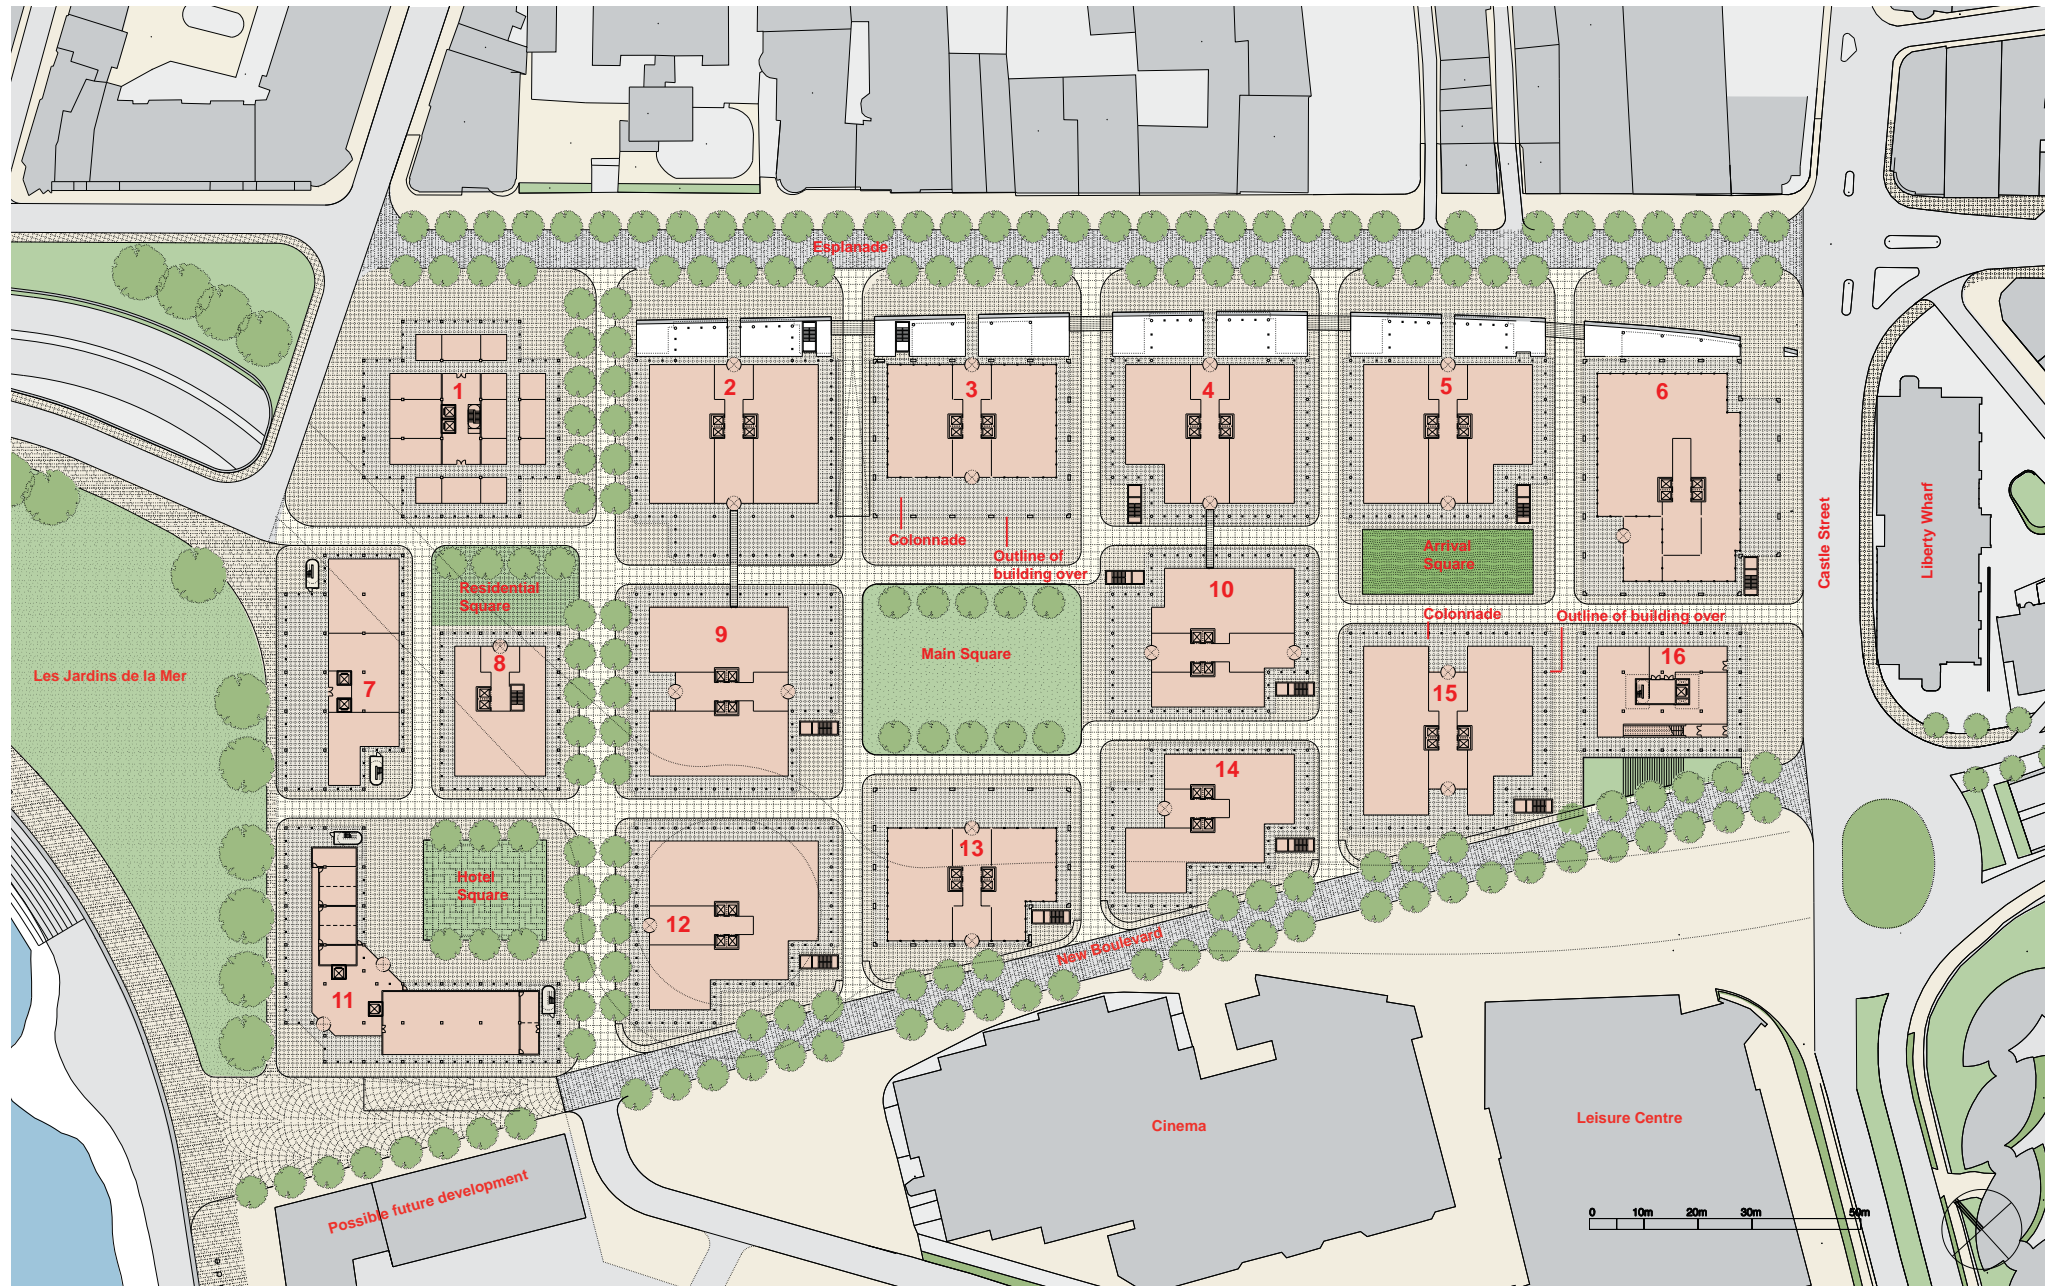 Esplanade
1
2
3
4
5
6
Castle Street
Liberty Wharf
Colonnade
Outline of
building over
Arrival
Square
Residential
Square
10
Colonnade
Outline of building over
9
Main Square
Les Jardins de la Mer
7
8
15
16
14
13
Hotel
Square
12
New Boulevard
11
Cinema
Leisure Centre
Possible future development
0 10m 20m 30m 50m